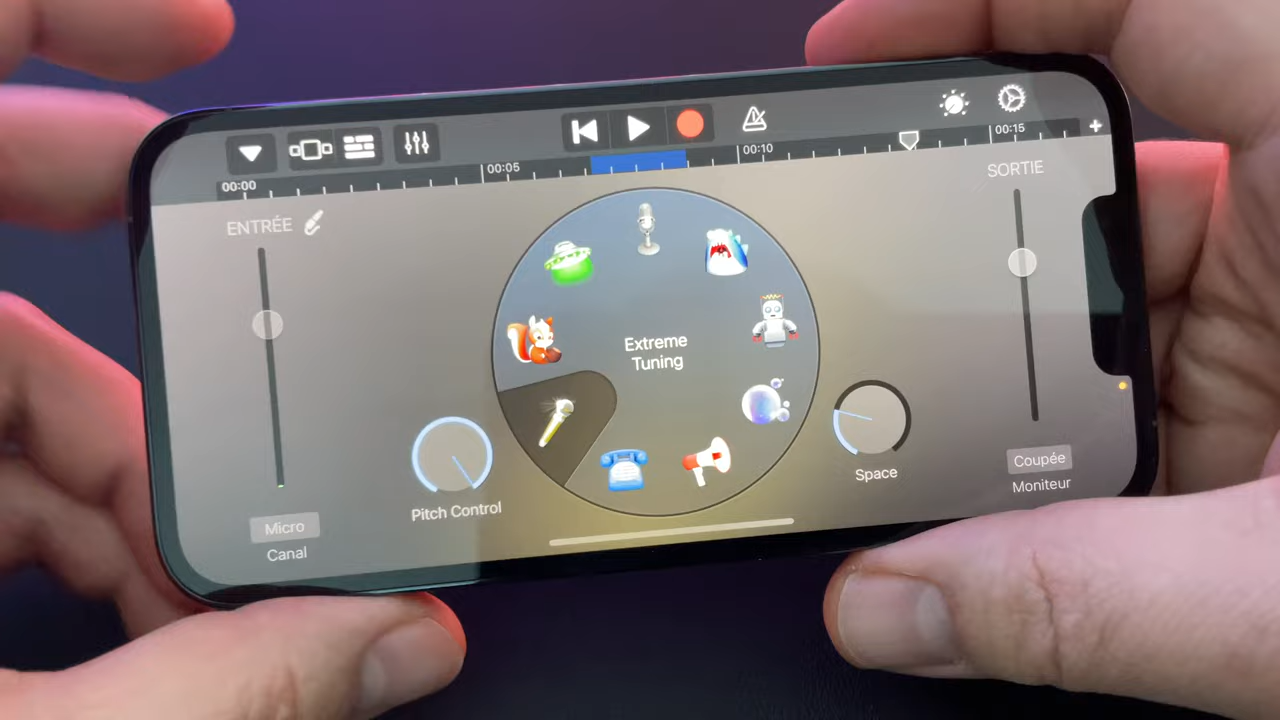 00:00
00:05
00:10
00:15
ENTRÉE
SORTIE
Extreme
Tuning
Pitch Control
Space
Micro
Canal
Coupée
Moniteur